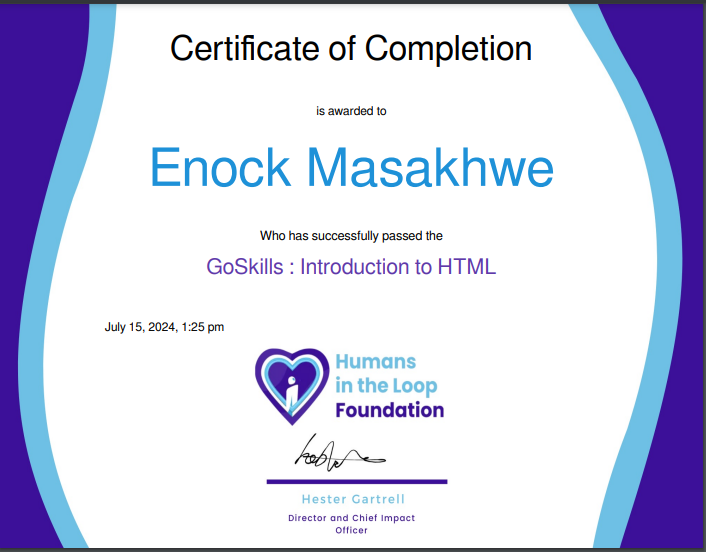 Certificate of Completion
is awarded to
Enock Masakhwe
Who has successfully passed the
GoSkills : Introduction to HTML
July 15, 2024, 1:25 pm
Humans
in the Loop
Foundation
Hester Gartrell
Director and Chief Impact
Officer